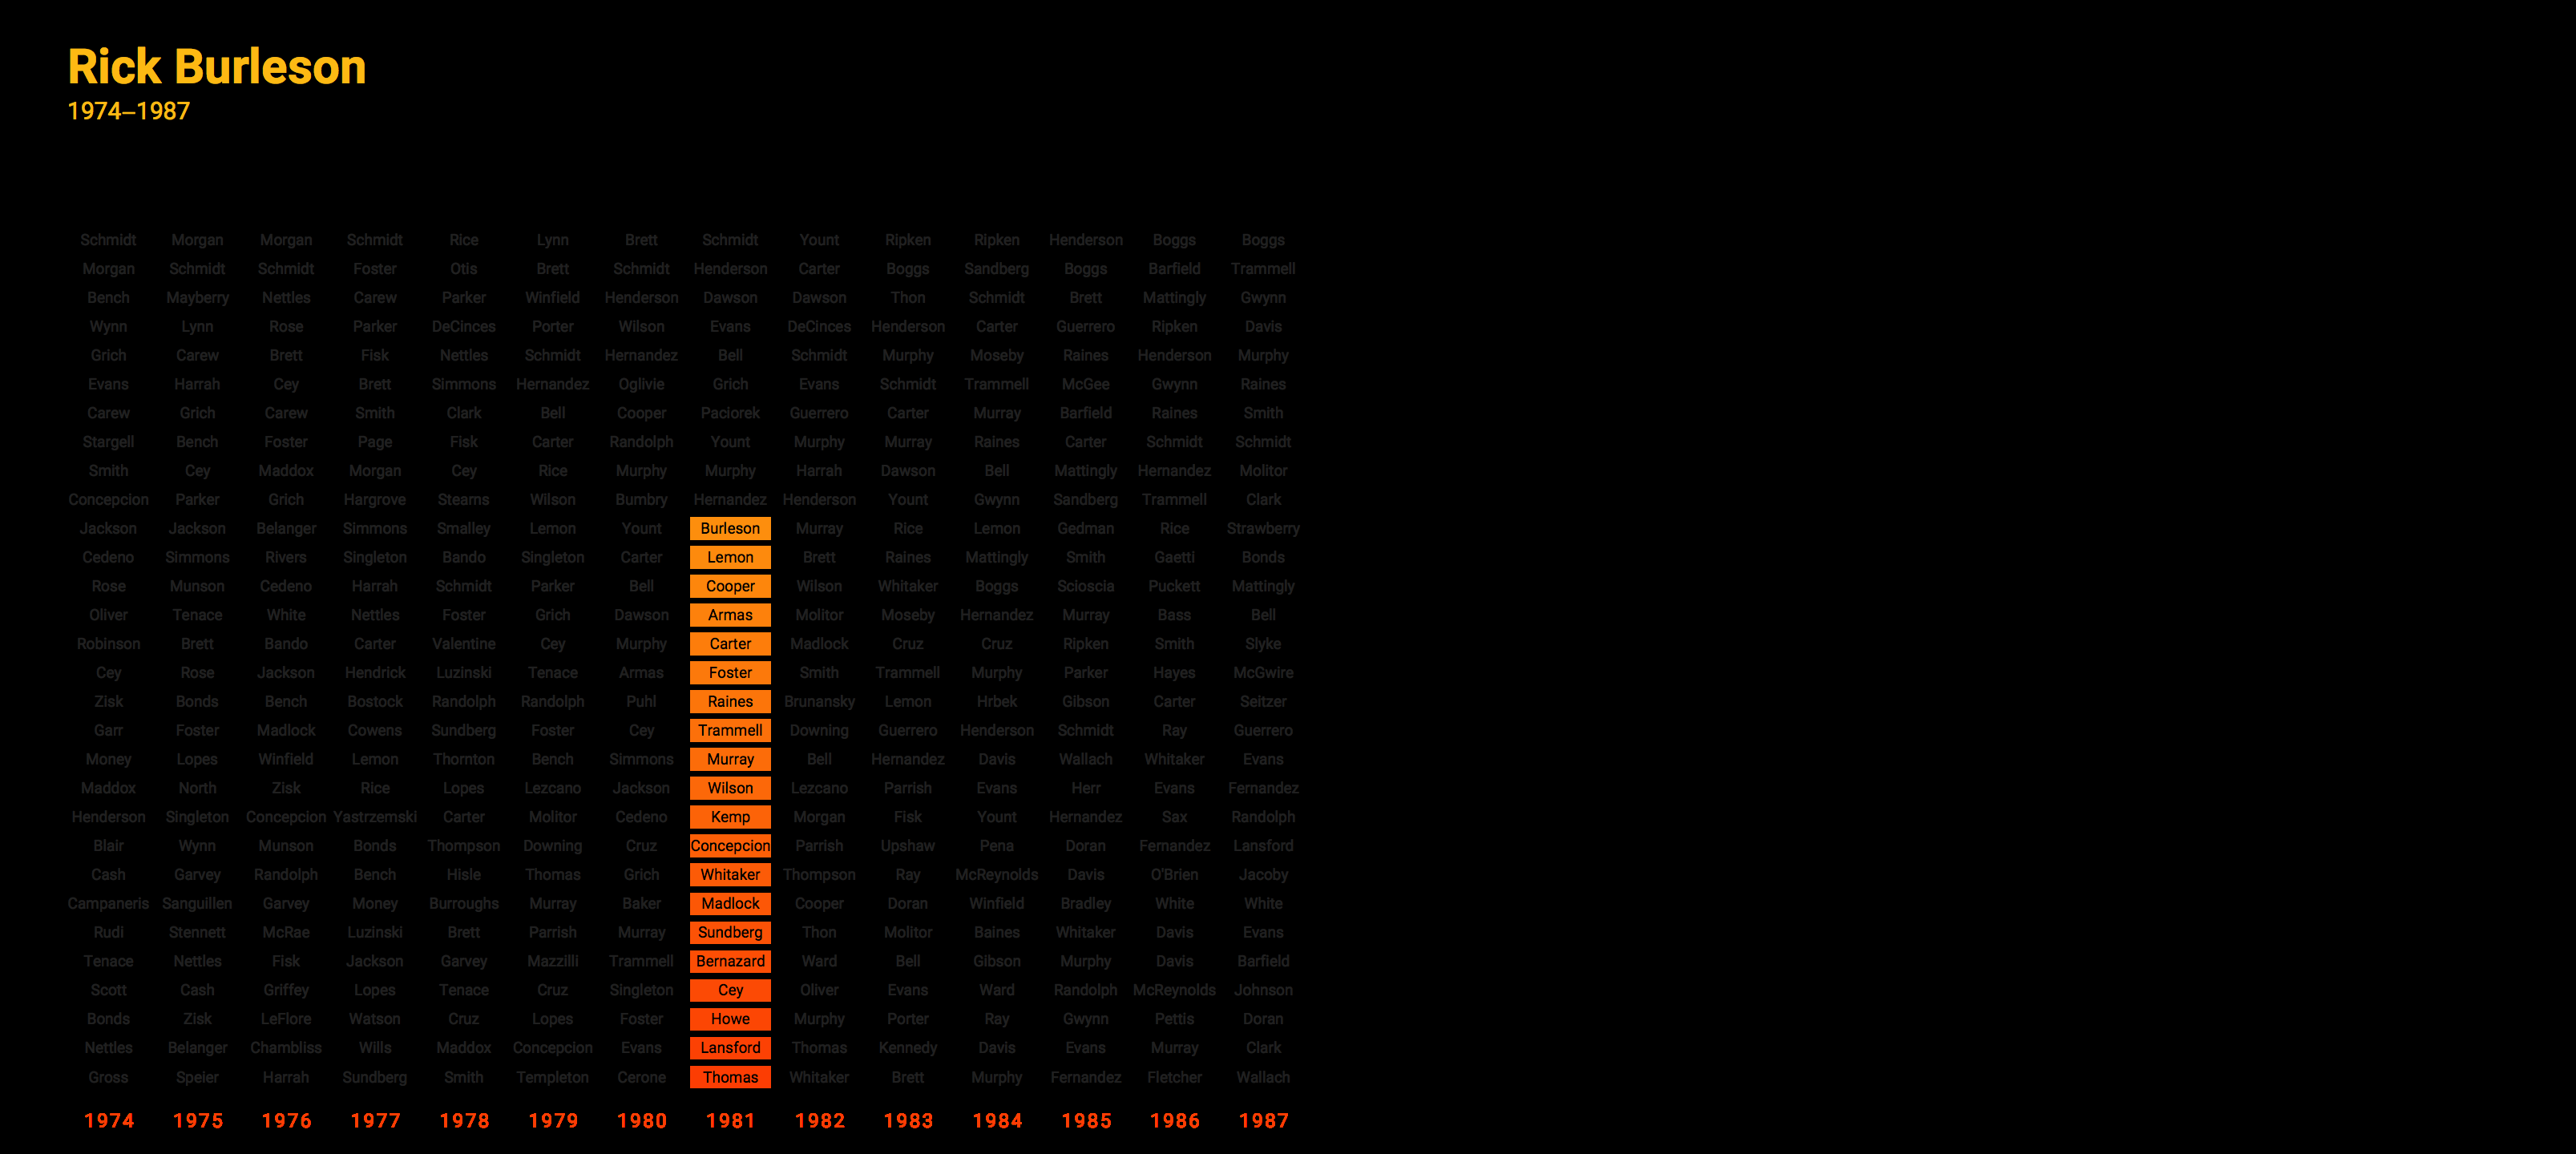 Rick Burleson
1974–1987
Schmidt Morgan Morgan Schmidt Rice Lynn Brett Schmidt Yount Ripken Ripken Henderson Boggs Boggs
Morgan Schmidt Schmidt Foster Otis Brett Schmidt Henderson Carter Boggs Sandberg Boggs Barfield Trammell
Bench Mayberry Nettles Carew Parker Winfield Henderson Dawson Dawson Thon Schmidt Brett Mattingly Gwynn
Wynn Lynn Rose Parker DeCinces Porter Wilson Evans DeCinces Henderson Carter Guerrero Ripken Davis
Grich Carew Brett Fisk Nettles Schmidt Hernandez Bell Schmidt Murphy Moseby Raines Henderson Murphy
Evans Harrah Cey Brett Simmons Hernandez Oglivie Grich Evans Schmidt Trammell McGee Gwynn Raines
Carew Grich Carew Smith Clark Bell Cooper Paciorek Guerrero Carter Murray Barfield Raines Smith
Stargell Bench Foster Page Fisk Carter Randolph Yount Murphy Murray Raines Carter Schmidt Schmidt
Smith Cey Maddox Morgan Cey Rice Murphy Murphy Harrah Dawson Bell Mattingly Hernandez Molitor
Concepcion Parker Grich Hargrove Stearns Wilson Bumbry Hernandez Henderson Yount Gwynn Sandberg Trammell Clark
Jackson Jackson Belanger Simmons Smalley Lemon Yount Burleson Murray Rice Lemon Gedman Rice Strawberry
Cedeno Simmons Rivers Singleton Bando Singleton Carter Lemon Brett Raines Mattingly Smith Gaetti Bonds
Rose Munson Cedeno Harrah Schmidt Parker Bell Cooper Wilson Whitaker Boggs Scioscia Puckett Mattingly
Oliver Tenace White Nettles Foster Grich Dawson Armas Molitor Moseby Hernandez Murray Bass Bell
Robinson Brett Bando Carter Valentine Cey Murphy Carter Madlock Cruz Cruz Ripken Smith Slyke
Cey Rose Jackson Hendrick Luzinski Tenace Armas Foster Smith Trammell Murphy Parker Hayes McGwire
Zisk Bonds Bench Bostock Randolph Randolph Puhl Raines Brunansky Lemon Hrbek Gibson Carter Seitzer
Garr Foster Madlock Cowens Sundberg Foster Cey Trammell Downing Guerrero Henderson Schmidt Ray Guerrero
Money Lopes Winfield Lemon Thornton Bench Simmons Murray Bell Hernandez Davis Wallach Whitaker Evans
Maddox North Zisk Rice Lopes Lezcano Jackson Wilson Lezcano Parrish Evans Herr Evans Fernandez
Henderson Singleton Concepcion Yastrzemski Carter Molitor Cedeno Kemp Morgan Fisk Yount Hernandez Sax Randolph
Blair Wynn Munson Bonds Thompson Downing Cruz Concepcion Parrish Upshaw Pena Doran Fernandez Lansford
Cash Garvey Randolph Bench Hisle Thomas Grich Whitaker Thompson Ray McReynolds Davis O'Brien Jacoby
Campaneris Sanguillen Garvey Money Burroughs Murray Baker Madlock Cooper Doran Winfield Bradley White White
Rudi Stennett McRae Luzinski Brett Parrish Murray Sundberg Thon Molitor Baines Whitaker Davis Evans
Tenace Nettles Fisk Jackson Garvey Mazzilli Trammell Bernazard Ward Bell Gibson Murphy Davis Barfield
Scott Cash Griffey Lopes Tenace Cruz Singleton Cey Oliver Evans Ward Randolph McReynolds Johnson
Bonds Zisk LeFlore Watson Cruz Lopes Foster Howe Murphy Porter Ray Gwynn Pettis Doran
Nettles Belanger Chambliss Wills Maddox Concepcion Evans Lansford Thomas Kennedy Davis Evans Murray Clark
Gross Speier Harrah Sundberg Smith Templeton Cerone Thomas Whitaker Brett Murphy Fernandez Fletcher Wallach
1974 1975 1976 1977 1978 1979 1980 1981 1982 1983 1984 1985 1986 1987